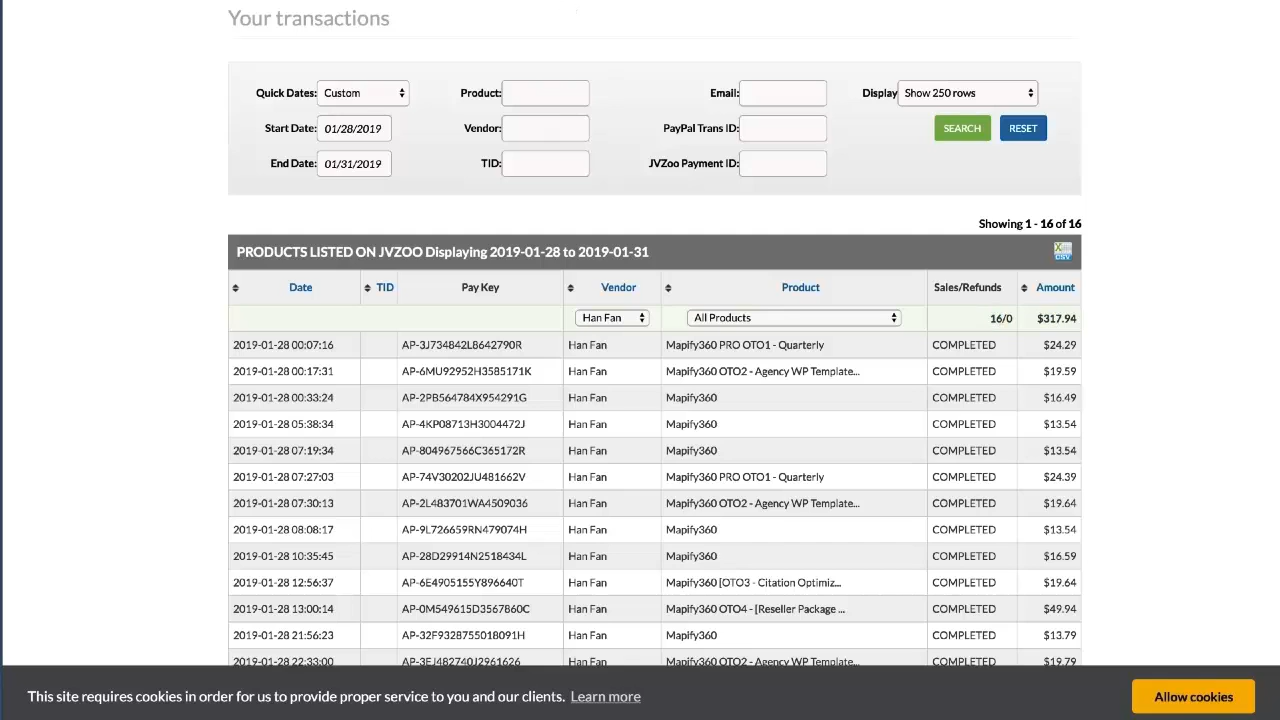 Your transactions
Quick Dates: Custom Product: Email: Display Show 250 rows
Start Date: 01/28/2019 Vendor: PayPal Trans ID: SEARCH RESET
End Date: 01/31/2019 TID: JVZoo Payment ID:
Showing 1 - 16 of 16
PRODUCTS LISTED ON JVZOO Displaying 2019-01-28 to 2019-01-31
Date TID Pay Key Vendor Product Sales/Refunds Amount
Han Fan All Products 16/0 $317.94
2019-01-28 00:07:16 AP-3J734842L8642790R Han Fan Mapify360 PRO OTO1 - Quarterly COMPLETED $24.29
2019-01-28 00:17:31 AP-6MU92952H3585171K Han Fan Mapify360 OTO2 - Agency WP Template... COMPLETED $19.59
2019-01-28 00:33:24 AP-2PB564784X954291G Han Fan Mapify360 COMPLETED $16.49
2019-01-28 05:38:34 AP-4KP08713H3004472J Han Fan Mapify360 COMPLETED $13.54
2019-01-28 07:19:34 AP-804967566C365172R Han Fan Mapify360 COMPLETED $13.54
2019-01-28 07:27:03 AP-74V30202JU481662V Han Fan Mapify360 PRO OTO1 - Quarterly COMPLETED $24.39
2019-01-28 07:30:13 AP-2L483701WA4509036 Han Fan Mapify360 OTO2 - Agency WP Template... COMPLETED $19.64
2019-01-28 08:08:17 AP-9L726659RN479074H Han Fan Mapify360 COMPLETED $13.54
2019-01-28 10:35:45 AP-28D29914N2518434L Han Fan Mapify360 COMPLETED $16.59
2019-01-28 12:56:37 AP-6E4905155Y896640T Han Fan Mapify360 [OTO3 - Citation Optimiz... COMPLETED $19.64
2019-01-28 13:00:14 AP-0M549615D3567860C Han Fan Mapify360 OTO4 - [Reseller Package ... COMPLETED $49.94
2019-01-28 21:56:23 AP-32F9328755018091H Han Fan Mapify360 COMPLETED $13.79
2019-01-28 22:33:00 AP-3EJ482740J2961626 Han Fan Mapify360 OTO2 - Agency WP Template... COMPLETED $19.79
This site requires cookies in order for us to provide proper service to you and our clients. Learn more Allow cookies